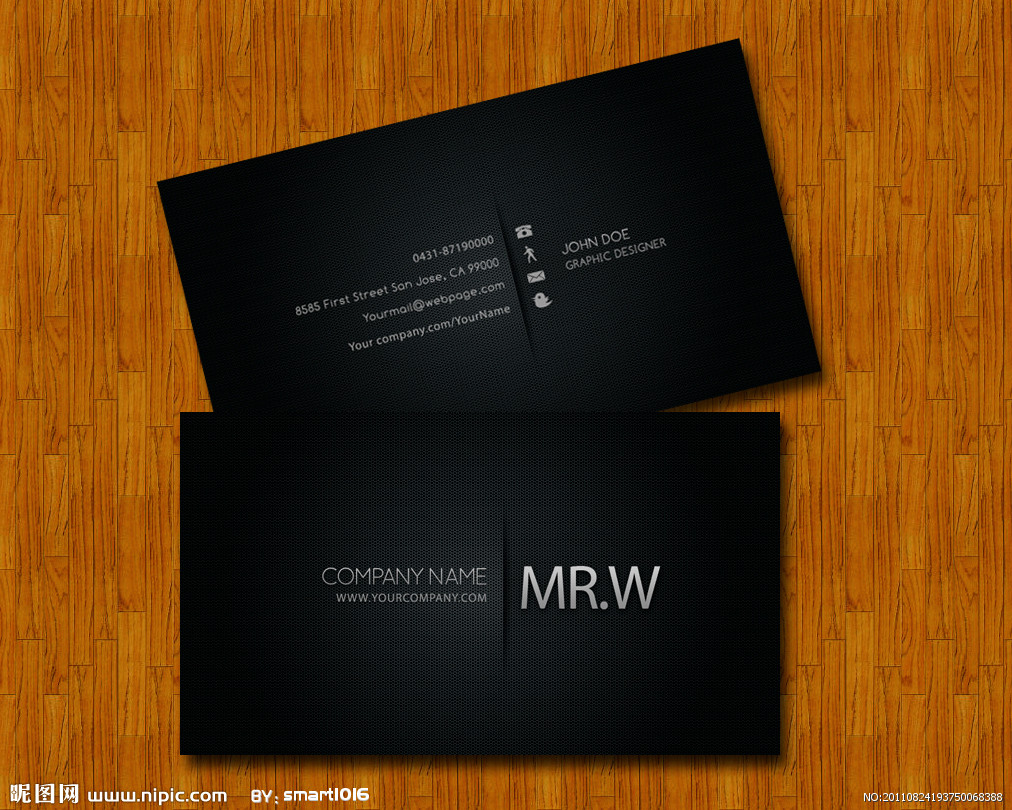 0431-87190000
8585 First Street San Jose, CA 99000
Yourmail@webpage.com
Your company.com/YourName
JOHN DOE
GRAPHIC DESIGNER
COMPANY NAME
WWW.YOURCOMPANY.COM
MR.W
昵图网 www.nipic.com BY: smart1016
NO:20110824193750068388